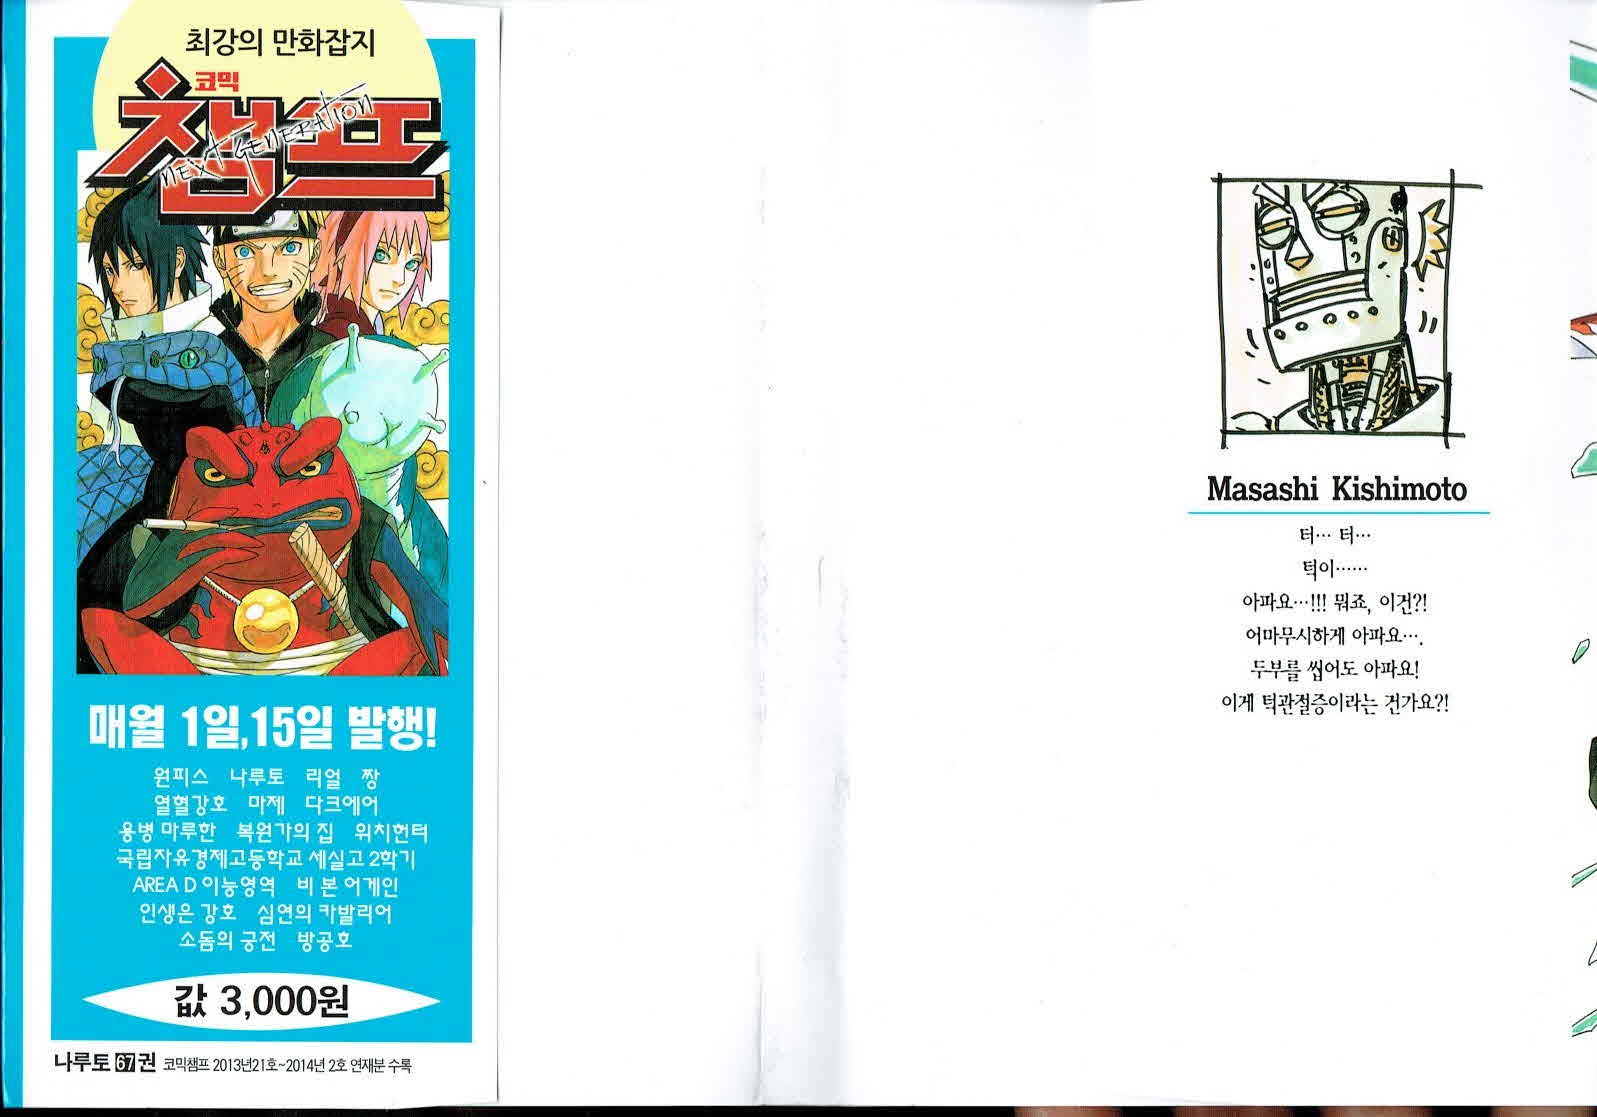 최강의 만화잡지
코믹
챔프
NEXT GENERATION
매월 1일,15일 발행!
원피스 나루토 리얼 짱
열혈강호 마제 다크에어
용병 마루한 복원가의 집 위치헌터
국립자유경제고등학교 세실고 2학기
AREA D 이능영역 비 본 어게인
인생은 강호 심연의 카발리어
소돔의 궁전 방공호
값 3,000원
나루토 67권 코믹챔프 2013년21호~2014년 2호 연재분 수록
Masashi Kishimoto
터… 터…
턱이……
아파요…!!! 뭐죠, 이건?!
어마무시하게 아파요….
두부를 씹어도 아파요!
이게 턱관절증이라는 건가요?!